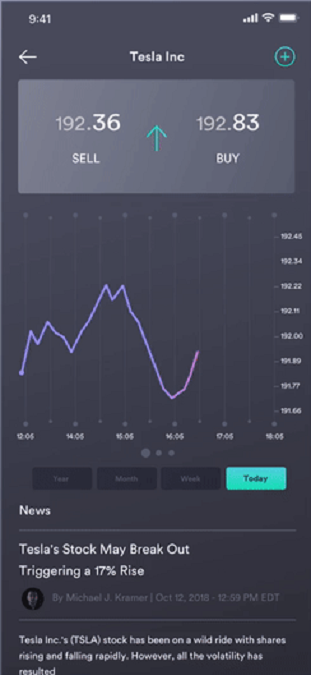 9:41
Tesla Inc
192.36
192.83
SELL
BUY
192.45
192.34
192.22
192.11
192.00
191.89
191.77
191.66
12:05 14:05 15:05 16:05 17:05 18:05
Year Month Week Today
News
Tesla's Stock May Break Out
Triggering a 17% Rise
By Michael J. Kramer | Oct 12, 2018 - 12:59 PM EDT
Tesla Inc.'s (TSLA) stock has been on a wild ride with shares
rising and falling rapidly. However, all the volatility has
resulted